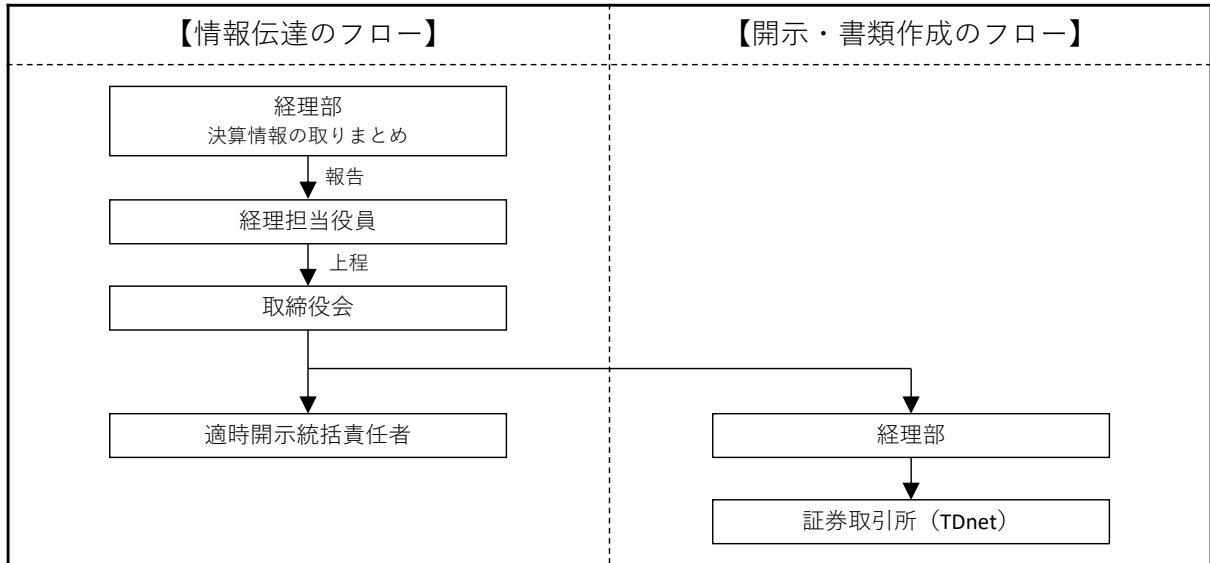 【情報伝達のフロー】
【開示・書類作成のフロー】
経理部
決算情報の取りまとめ
報告
経理担当役員
上程
取締役会
適時開示統括責任者
経理部
証券取引所（TDnet）